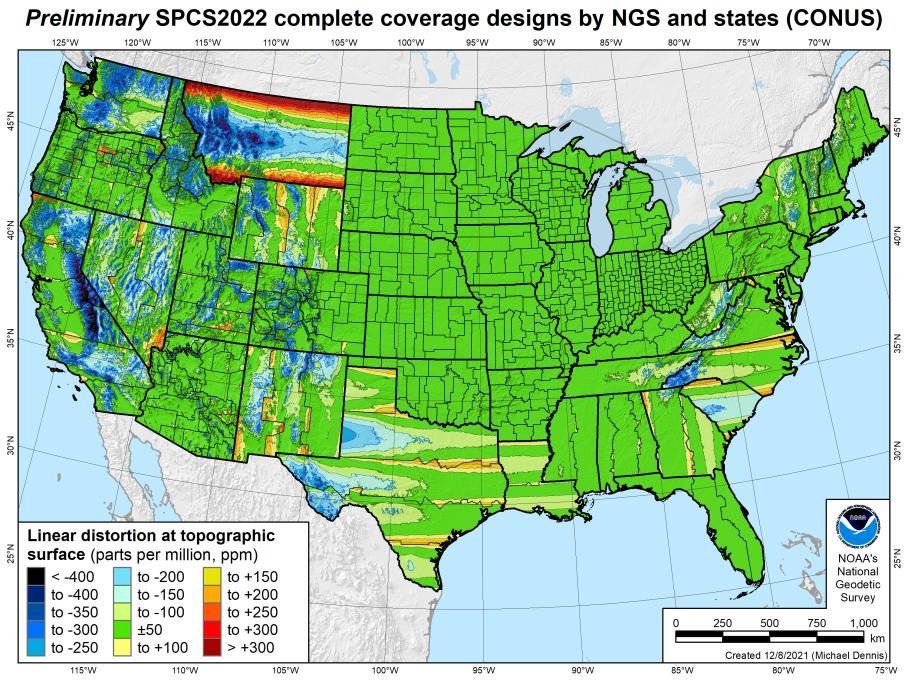 Preliminary SPCS2022 complete coverage designs by NGS and states (CONUS)
125°W 120°W 115°W 110°W 105°W 100°W 95°W 90°W 85°W 80°W 75°W 70°W
45°N 45°N
40°N 40°N
35°N 35°N
30°N 30°N
25°N 25°N
Linear distortion at topographic
surface (parts per million, ppm)
< -400 to -200 to +150
to -400 to -150 to +200
to -350 to -100 to +250
to -300 ±50 to +300
to -250 to +100 > +300
NOAA
NOAA's
National
Geodetic
Survey
0 250 500 750 1,000
km
Created 12/8/2021 (Michael Dennis)
115°W 110°W 105°W 100°W 95°W 90°W 85°W 80°W 75°W